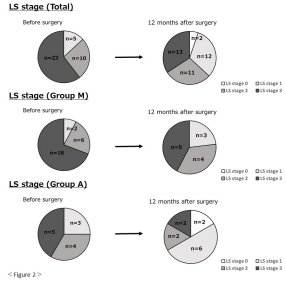 LS stage (Total)
Before surgery
12 months after surgery
n=5
n=10
n=23
n=2
n=12
n=11
n=13
□LS stage 0 □LS stage 1
■LS stage 2 ■LS stage 3
LS stage (Group M)
Before surgery
12 months after surgery
n=2
n=6
n=18
n=3
n=4
n=5
□LS stage 0 □LS stage 1
■LS stage 2 ■LS stage 3
LS stage (Group A)
Before surgery
12 months after surgery
n=3
n=4
n=5
n=2
n=6
n=2
n=2
□LS stage 0 □LS stage 1
■LS stage 2 ■LS stage 3
＜Figure 2＞